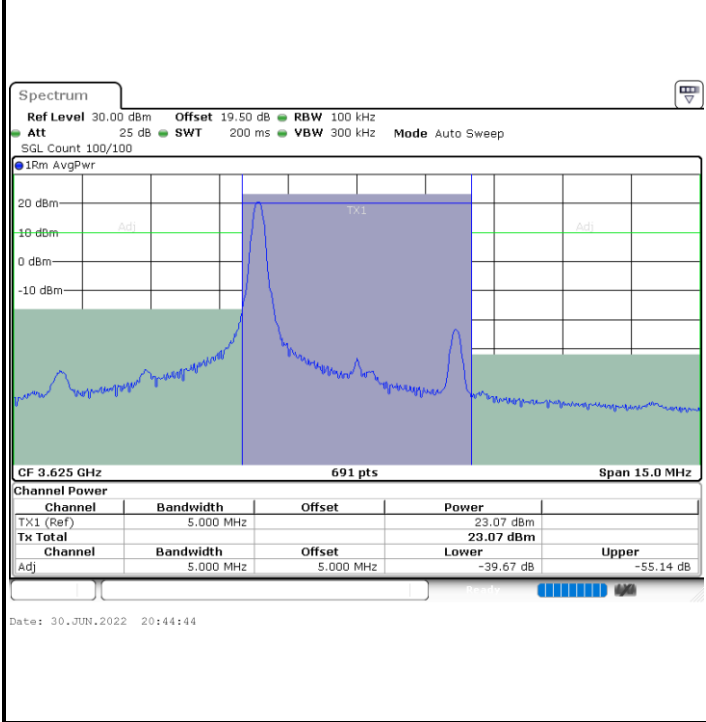 Spectrum
Ref Level 30.00 dBm Offset 19.50 dB RBW 100 kHz
Att 25 dB SWT 200 ms VBW 300 kHz Mode Auto Sweep
SGL Count 100/100
1Rm AvgPwr
20 dBm
TX1
Adj
Adj
10 dBm
0 dBm
-10 dBm
CF 3.625 GHz 691 pts Span 15.0 MHz
Channel Power
Channel Bandwidth Offset Power
TX1 (Ref) 5.000 MHz 23.07 dBm
Tx Total 23.07 dBm
Channel Bandwidth Offset Lower Upper
Adj 5.000 MHz 5.000 MHz -39.67 dB -55.14 dB
Ready
Date: 30.JUN.2022 20:44:44